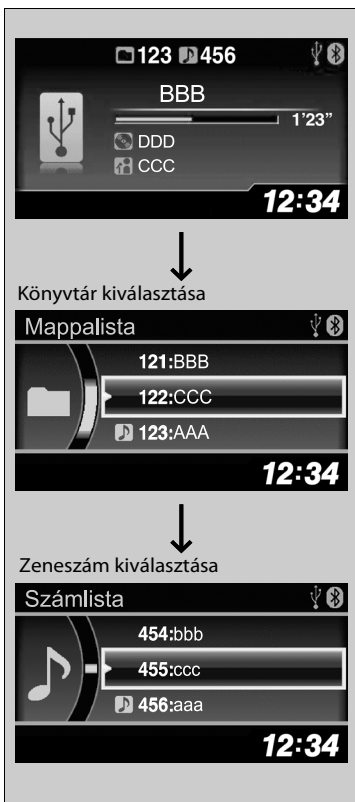 123 456
BBB
1'23"
DDD
CCC
12:34
Könyvtár kiválasztása
Mappalista
121:BBB
122:CCC
123:AAA
12:34
Zeneszám kiválasztása
Számlista
454:bbb
455:ccc
456:aaa
12:34